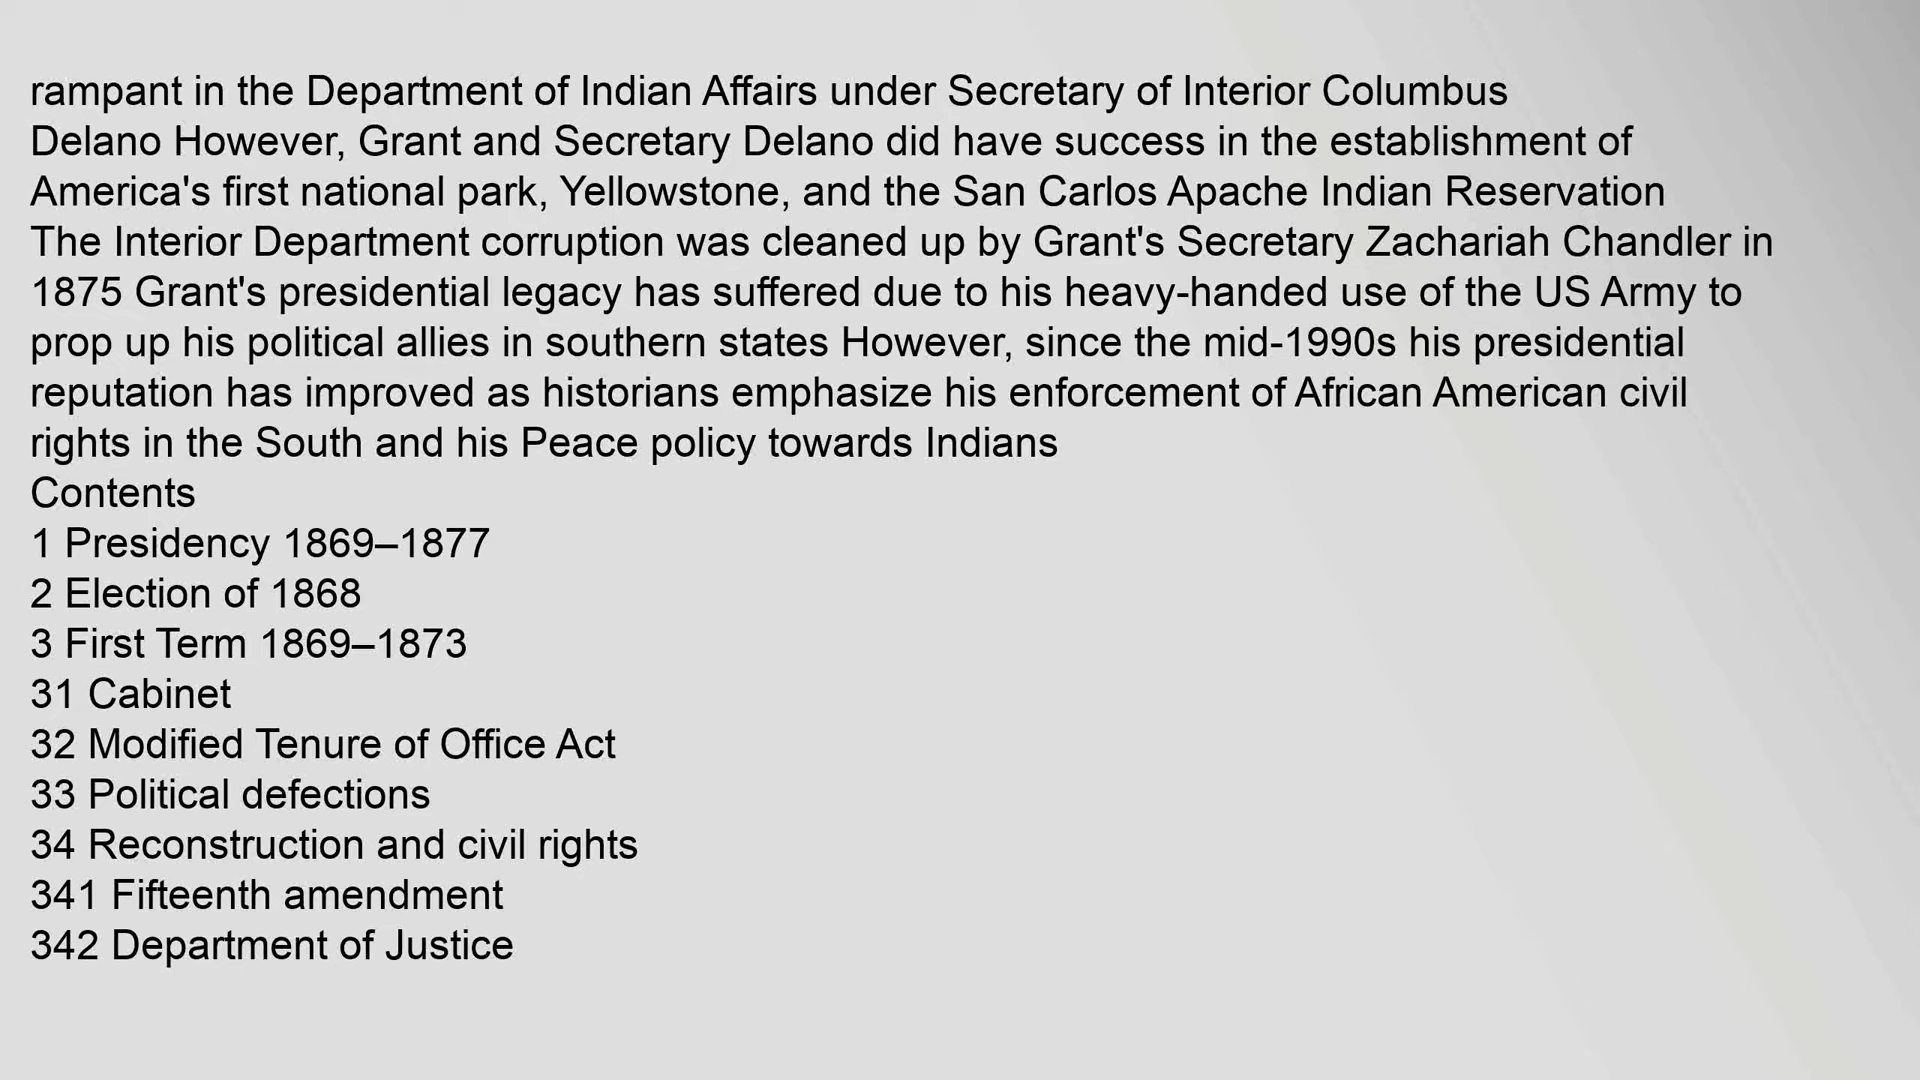 rampant in the Department of Indian Affairs under Secretary of Interior Columbus
Delano However, Grant and Secretary Delano did have success in the establishment of
America's first national park, Yellowstone, and the San Carlos Apache Indian Reservation
The Interior Department corruption was cleaned up by Grant's Secretary Zachariah Chandler in
1875 Grant's presidential legacy has suffered due to his heavy-handed use of the US Army to
prop up his political allies in southern states However, since the mid-1990s his presidential
reputation has improved as historians emphasize his enforcement of African American civil
rights in the South and his Peace policy towards Indians
Contents
1 Presidency 1869–1877
2 Election of 1868
3 First Term 1869–1873
31 Cabinet
32 Modified Tenure of Office Act
33 Political defections
34 Reconstruction and civil rights
341 Fifteenth amendment
342 Department of Justice